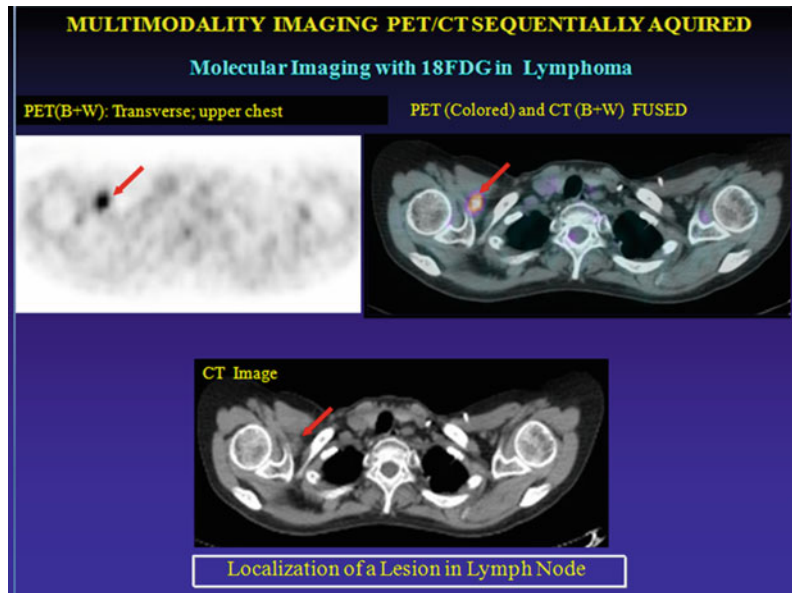 MULTIMODALITY IMAGING PET/CT SEQUENTIALLY AQUIRED
Molecular Imaging with 18FDG in Lymphoma
PET(B+W): Transverse; upper chest
PET (Colored) and CT (B+W) FUSED
CT Image
Localization of a Lesion in Lymph Node